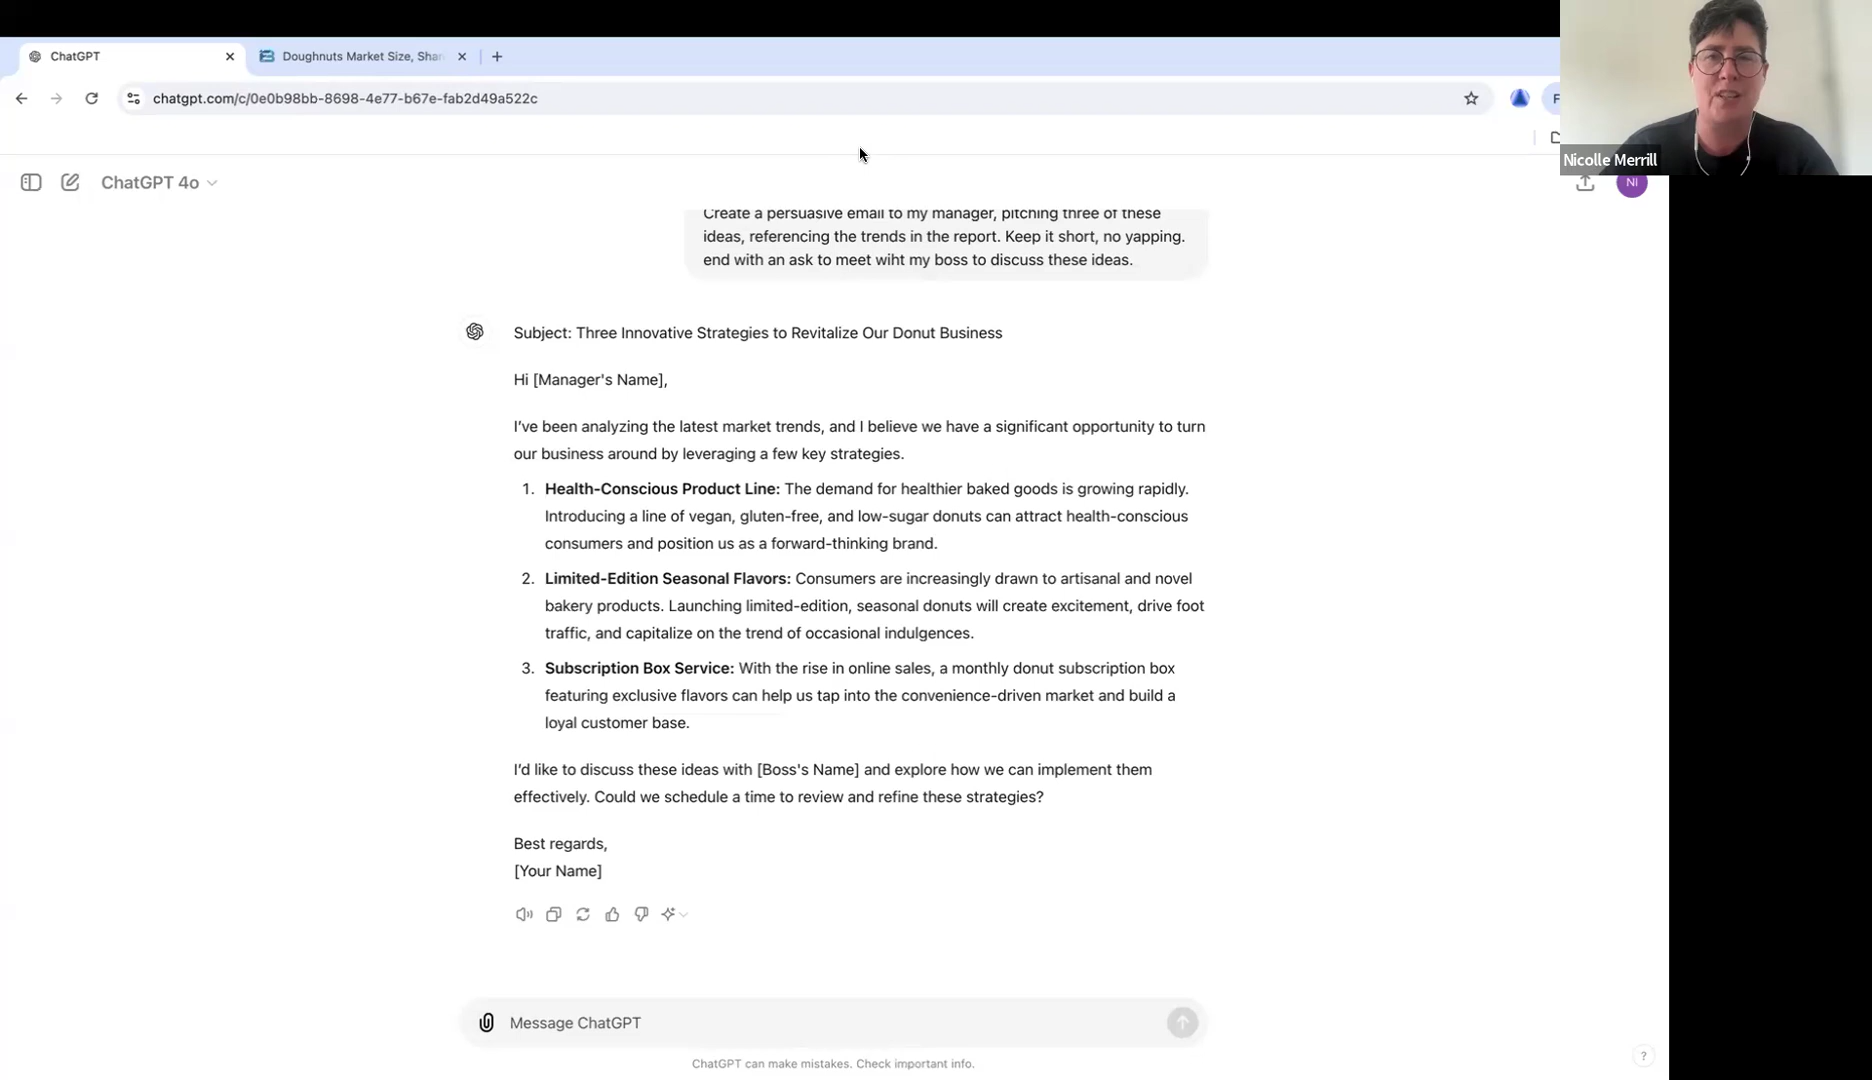 ChatGPT
Doughnuts Market Size, Shar
chatgpt.com/c/0e0b98bb-8698-4e77-b67e-fab2d49a522c
F
Nicolle Merrill
ChatGPT 4o
NI
Create a persuasive email to my manager, pitching three of these
ideas, referencing the trends in the report. Keep it short, no yapping.
end with an ask to meet wiht my boss to discuss these ideas.
Subject: Three Innovative Strategies to Revitalize Our Donut Business
Hi [Manager's Name],
I've been analyzing the latest market trends, and I believe we have a significant opportunity to turn
our business around by leveraging a few key strategies.
1. Health-Conscious Product Line: The demand for healthier baked goods is growing rapidly.
Introducing a line of vegan, gluten-free, and low-sugar donuts can attract health-conscious
consumers and position us as a forward-thinking brand.
2. Limited-Edition Seasonal Flavors: Consumers are increasingly drawn to artisanal and novel
bakery products. Launching limited-edition, seasonal donuts will create excitement, drive foot
traffic, and capitalize on the trend of occasional indulgences.
3. Subscription Box Service: With the rise in online sales, a monthly donut subscription box
featuring exclusive flavors can help us tap into the convenience-driven market and build a
loyal customer base.
I'd like to discuss these ideas with [Boss's Name] and explore how we can implement them
effectively. Could we schedule a time to review and refine these strategies?
Best regards,
[Your Name]
Message ChatGPT
ChatGPT can make mistakes. Check important info.
?